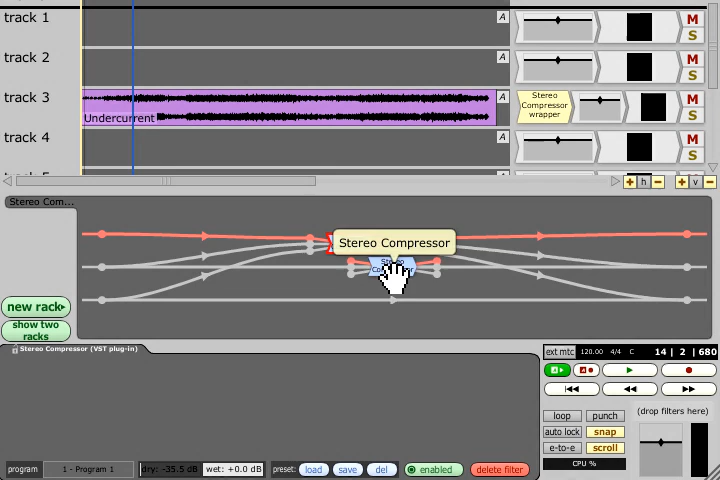 track 1
A
M
S
track 2
A
M
S
track 3
Undercurrent
A
Stereo
Compressor
wrapper
M
S
track 4
A
M
S
+ h −
+ v −
Stereo Com...
Stereo Compressor
Stereo
new rack
show two
racks
Stereo Compressor (VST plug-in)
ext mtc 120.00 4/4 C 14 | 2 | 680
loop punch
auto lock snap
e-to-e scroll
CPU %
(drop filters here)
program 1 - Program 1 dry: -35.5 dB wet: +0.0 dB preset: load save del enabled delete filter